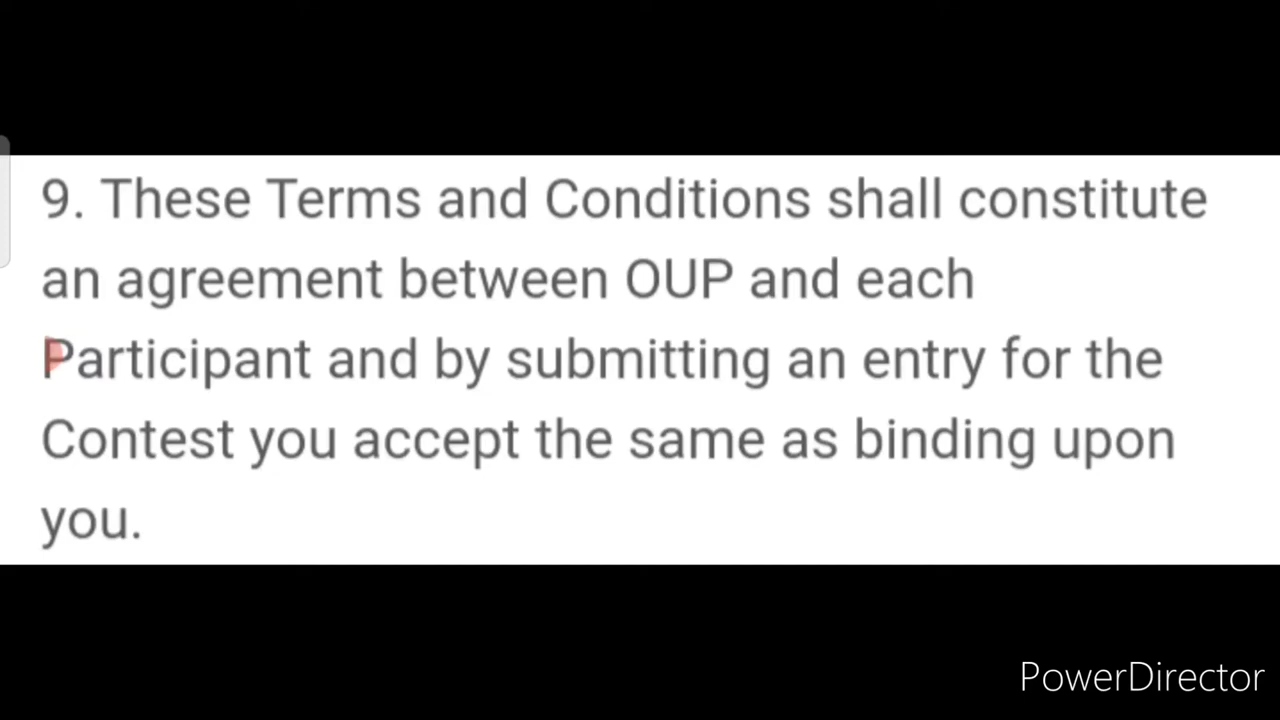 9. These Terms and Conditions shall constitute
an agreement between OUP and each
Participant and by submitting an entry for the
Contest you accept the same as binding upon
you.
PowerDirector